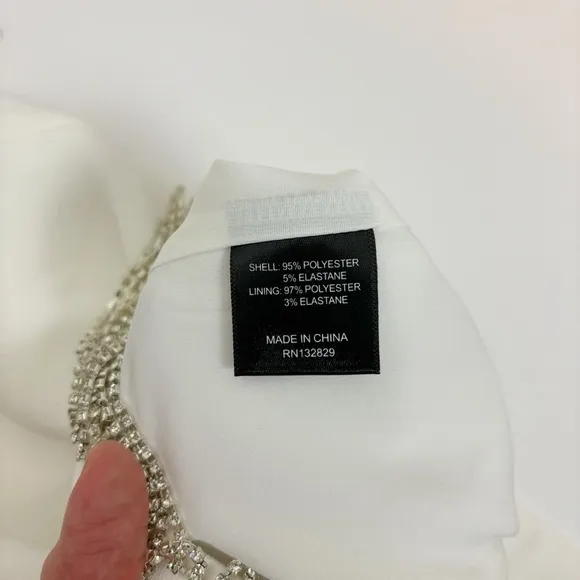 SHELL: 95% POLYESTER
5% ELASTANE
LINING: 97% POLYESTER
3% ELASTANE
MADE IN CHINA
RN132829